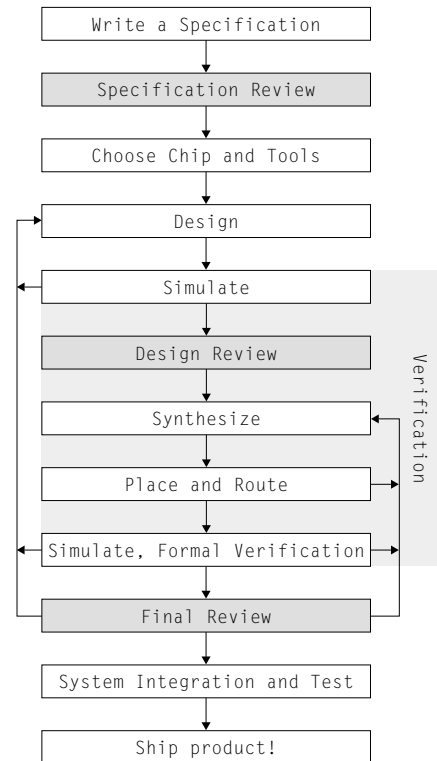 Write a Specification
Specification Review
Choose Chip and Tools
Design
Simulate
Design Review
Synthesize
Place and Route
Simulate, Formal Verification
Final Review
System Integration and Test
Ship product!
Verification